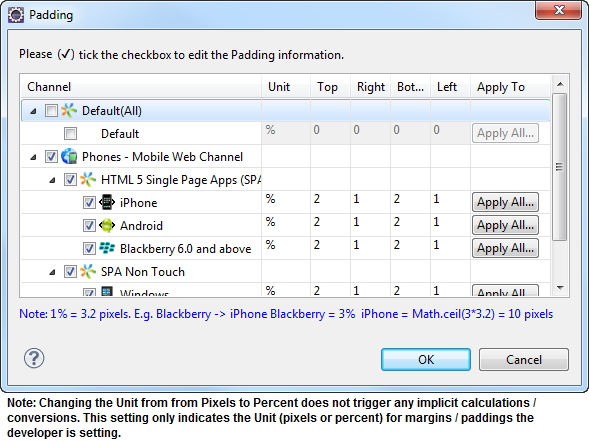 Padding
Please (✓) tick the checkbox to edit the Padding information.
Channel Unit Top Right Bot... Left Apply To
Default(All)
Default % 0 0 0 0 Apply All...
Phones - Mobile Web Channel
HTML 5 Single Page Apps (SPA
iPhone % 2 1 2 1 Apply All...
Android % 2 1 2 1 Apply All...
Blackberry 6.0 and above % 2 1 2 1 Apply All...
SPA Non Touch
Windows % 2 1 2 1 Apply All...
Note: 1% = 3.2 pixels. E.g. Blackberry -> iPhone Blackberry = 3% iPhone = Math.ceil(3*3.2) = 10 pixels
? OK Cancel
Note: Changing the Unit from from Pixels to Percent does not trigger any implicit calculations /
conversions. This setting only indicates the Unit (pixels or percent) for margins / paddings the
developer is setting.